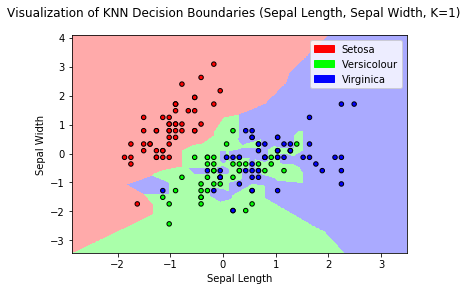 Visualization of KNN Decision Boundaries (Sepal Length, Sepal Width, K=1)
Setosa
Versicolour
Virginica
Sepal Width
4
3
2
1
0
−1
−2
−3
−2
−1
0
1
2
3
Sepal Length